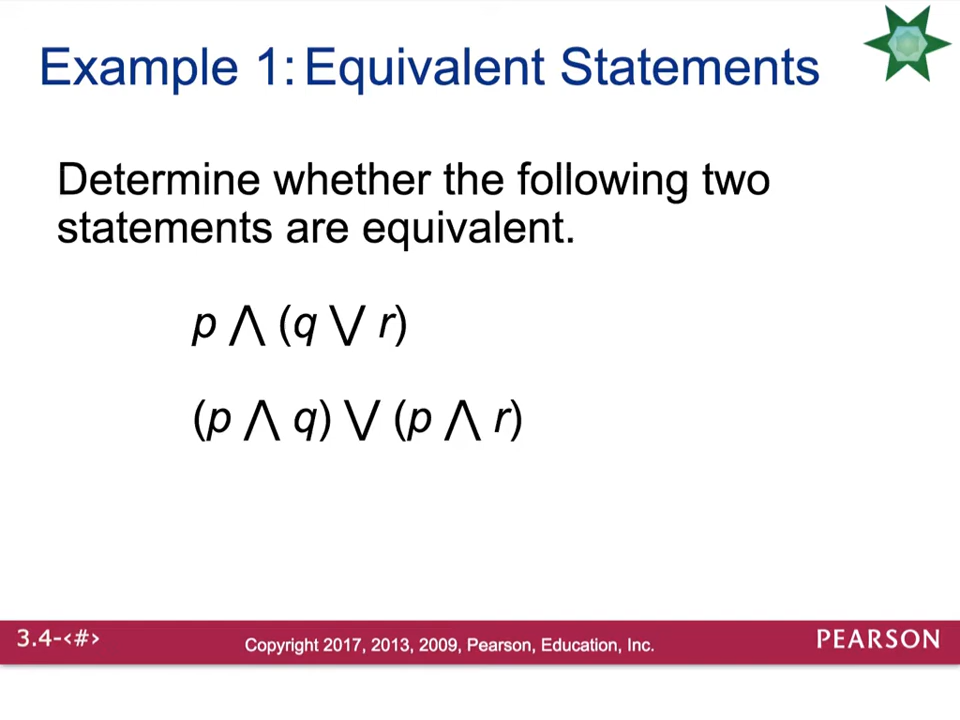 Example 1: Equivalent Statements
Determine whether the following two
statements are equivalent.
p ⋀ (q ⋁ r)
(p ⋀ q) ⋁ (p ⋀ r)
3.4-<#>
Copyright 2017, 2013, 2009, Pearson, Education, Inc.
PEARSON